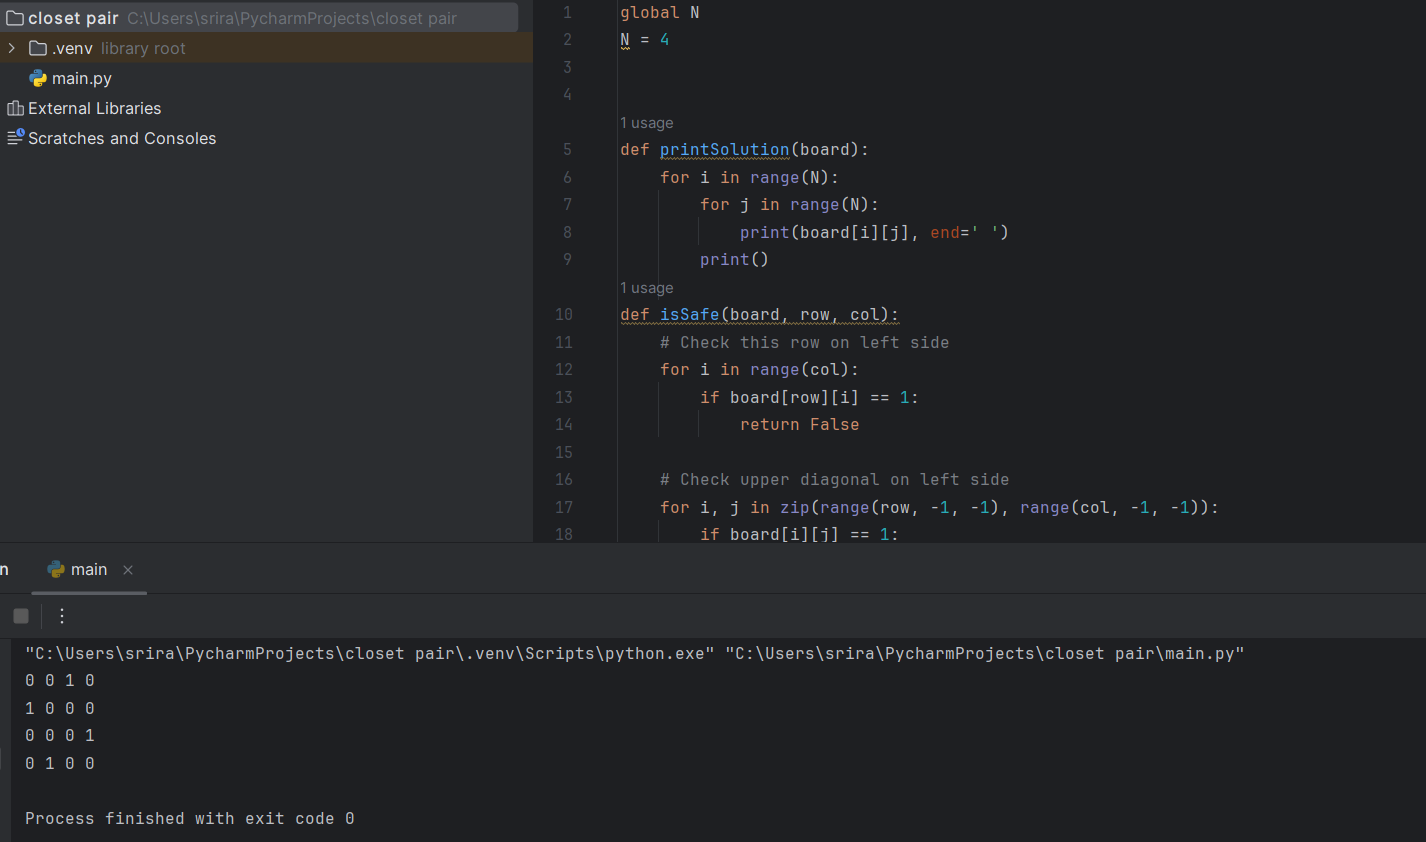 closet pair C:\Users\srira\PycharmProjects\closet pair
.venv library root
main.py
External Libraries
Scratches and Consoles
1 global N
2 N = 4
3
4
1 usage
5 def printSolution(board):
6     for i in range(N):
7         for j in range(N):
8             print(board[i][j], end=' ')
9         print()
1 usage
10 def isSafe(board, row, col):
11     # Check this row on left side
12     for i in range(col):
13         if board[row][i] == 1:
14             return False
15
16     # Check upper diagonal on left side
17     for i, j in zip(range(row, -1, -1), range(col, -1, -1)):
18         if board[i][j] == 1:
n
main
"C:\Users\srira\PycharmProjects\closet pair\.venv\Scripts\python.exe" "C:\Users\srira\PycharmProjects\closet pair\main.py"
0 0 1 0
1 0 0 0
0 0 0 1
0 1 0 0
Process finished with exit code 0